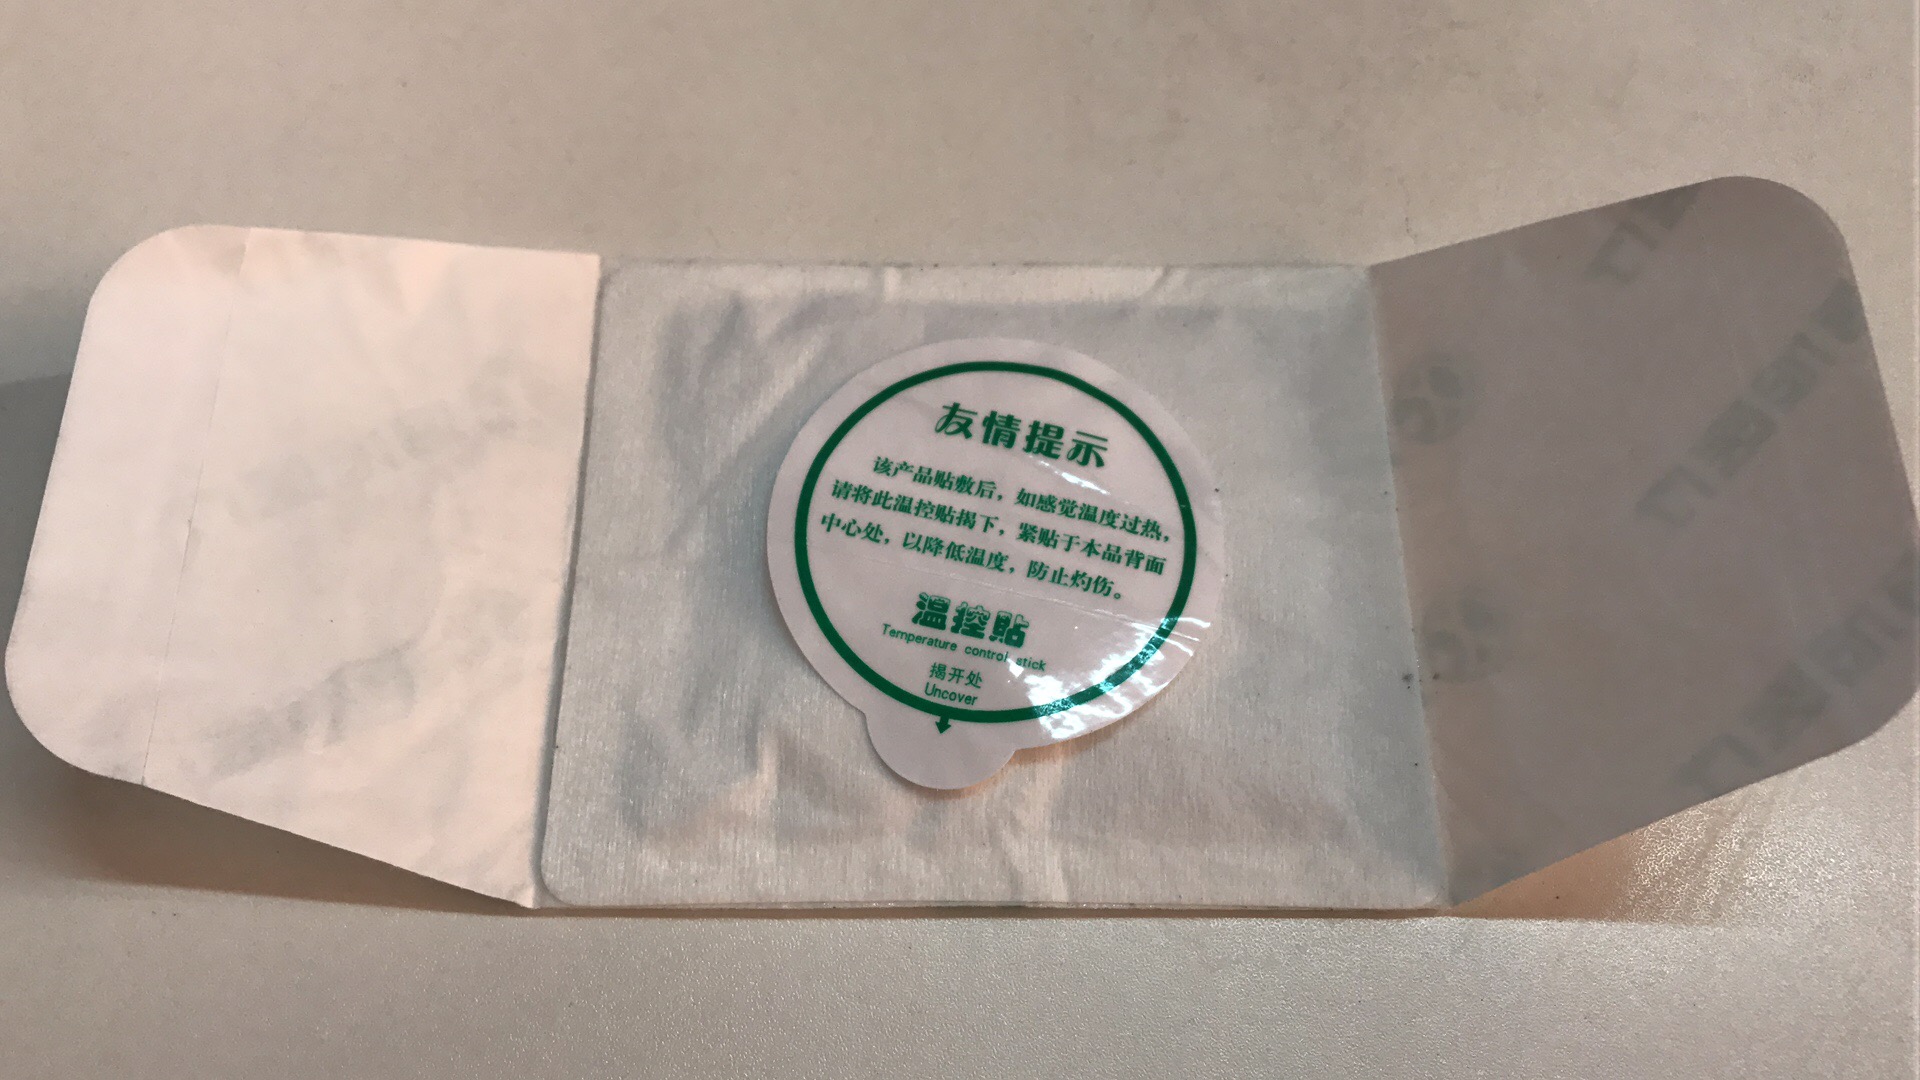 友情提示
该产品贴敷后，如感觉温度过热，
请将此温控贴揭下，紧贴于本品背面
中心处，以降低温度，防止灼伤。
温控貼
Temperature control stick
揭开处
Uncover